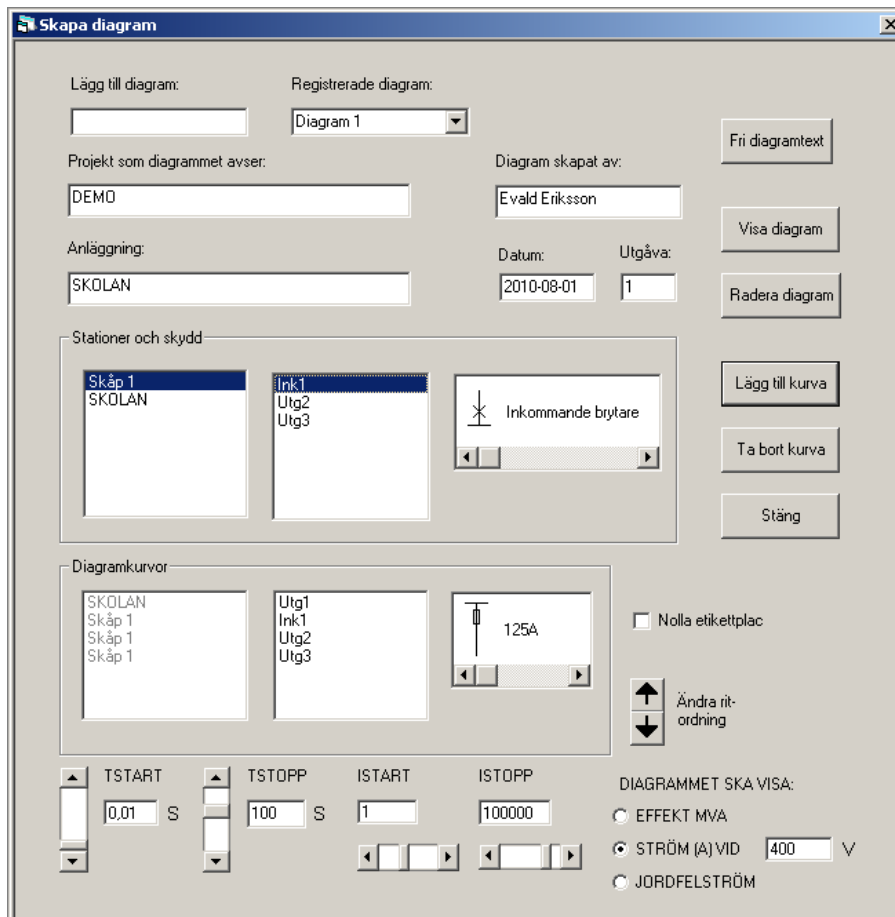 Skapa diagram
Lägg till diagram:
Registrerade diagram:
Diagram 1
Fri diagramtext
Projekt som diagrammet avser:
Diagram skapat av:
DEMO
Evald Eriksson
Visa diagram
Anläggning:
Datum:
Utgåva:
SKOLAN
2010-08-01
1
Radera diagram
Stationer och skydd
Skåp 1
SKOLAN
Ink1
Utg2
Utg3
Inkommande brytare
Lägg till kurva
Ta bort kurva
Stäng
Diagramkurvor
SKOLAN
Skåp 1
Skåp 1
Skåp 1
Utg1
Ink1
Utg2
Utg3
125A
Nolla etikettplac
Ändra rit-
ordning
TSTART
0,01 S
TSTOPP
100 S
ISTART
1
ISTOPP
100000
DIAGRAMMET SKA VISA:
EFFEKT MVA
STRÖM (A) VID 400 V
JORDFELSTRÖM